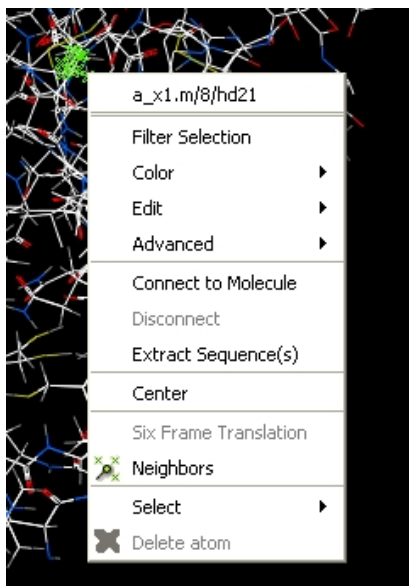 a_x1.m/8/hd21
Filter Selection
Color
Edit
Advanced
Connect to Molecule
Disconnect
Extract Sequence(s)
Center
Six Frame Translation
Neighbors
Select
Delete atom